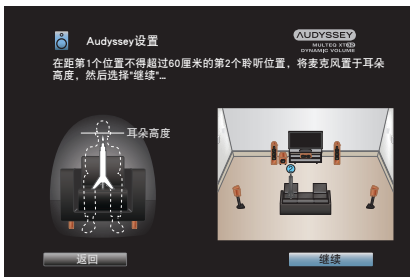 Audyssey设置
AUDYSSEY
MULTEQ XT32
DYNAMIC VOLUME
在距第1个位置不得超过60厘米的第2个聆听位置，将麦克风置于耳朵
高度，然后选择"继续"...
耳朵高度
2
返回
继续